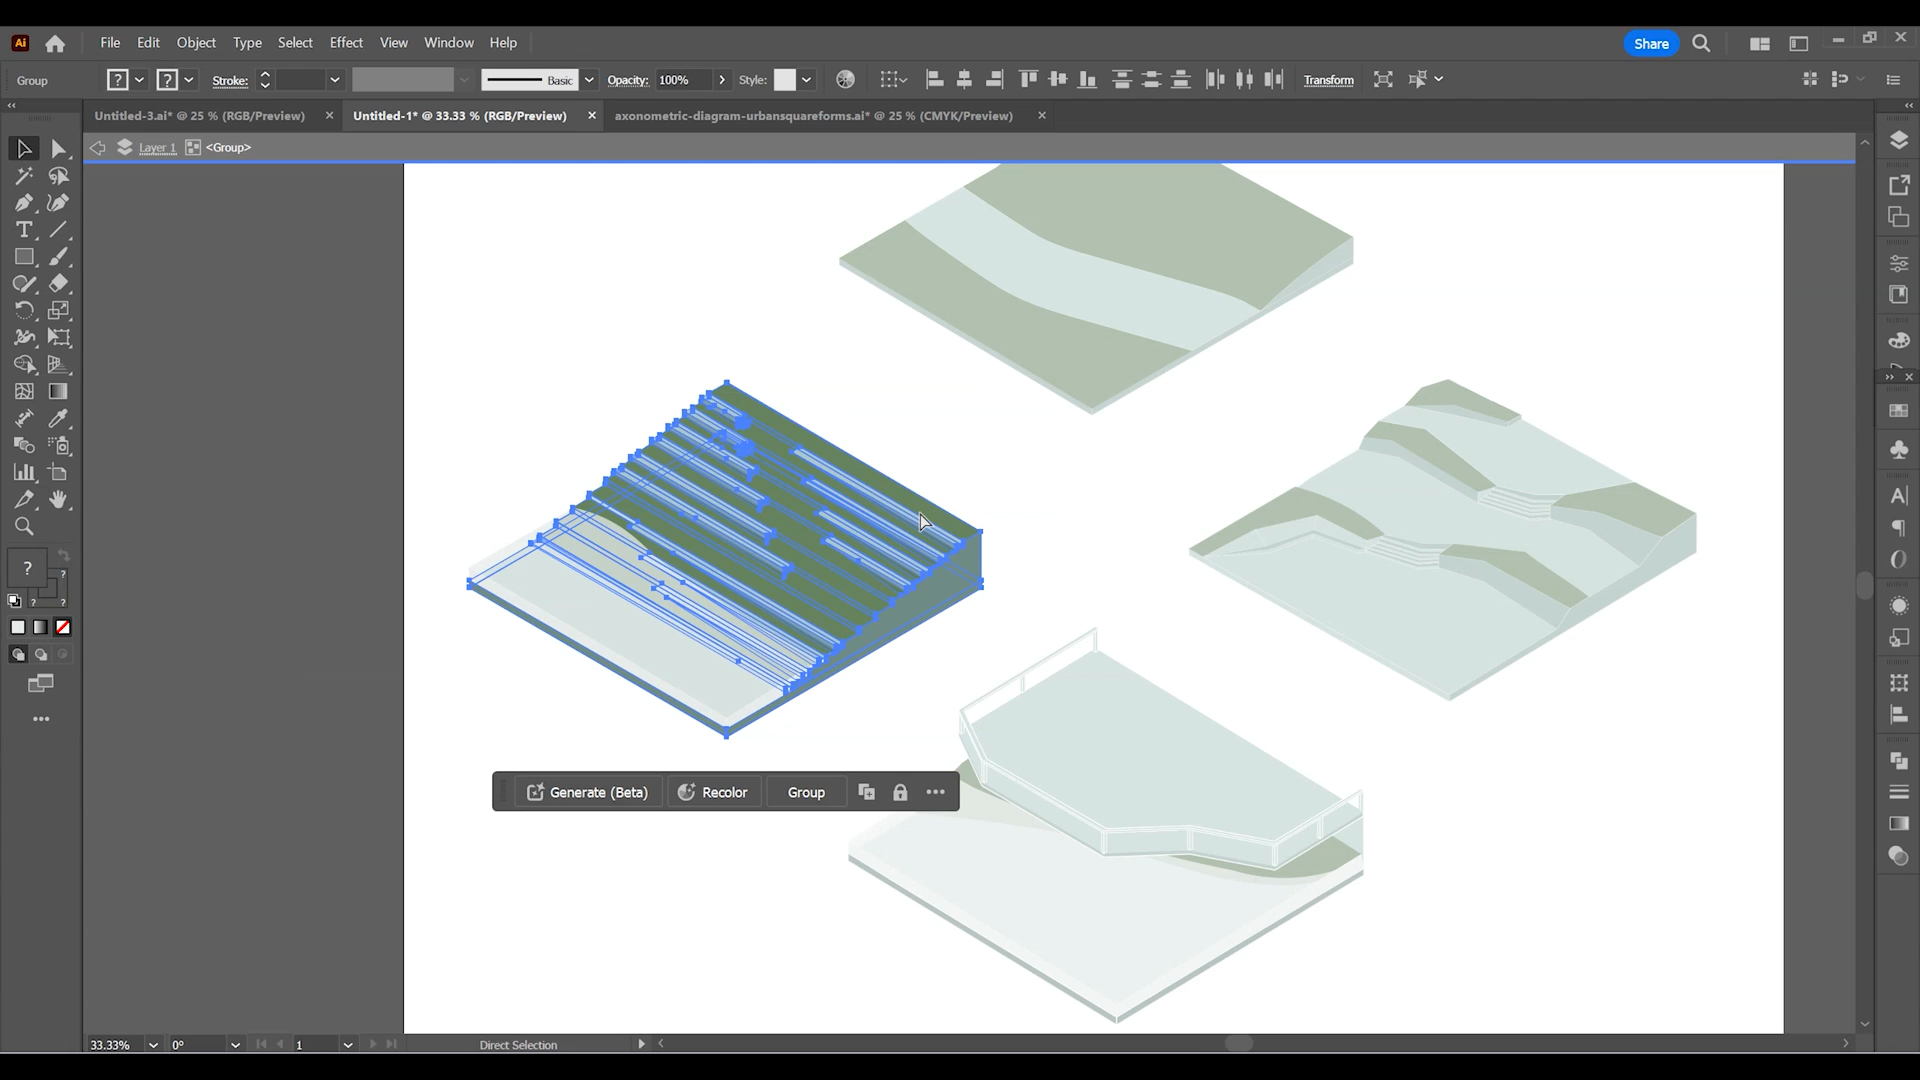 Ai File Edit Object Type Select Effect View Window Help Share
Group ? ? Stroke: Basic Opacity: 100% Style: Transform
Untitled-3.ai* @ 25 % (RGB/Preview) Untitled-1* @ 33.33 % (RGB/Preview) axonometric-diagram-urbansquareforms.ai* @ 25 % (CMYK/Preview)
Layer 1 <Group>
?
?
? ?
Generate (Beta) Recolor Group
33.33% 0° 1 Direct Selection